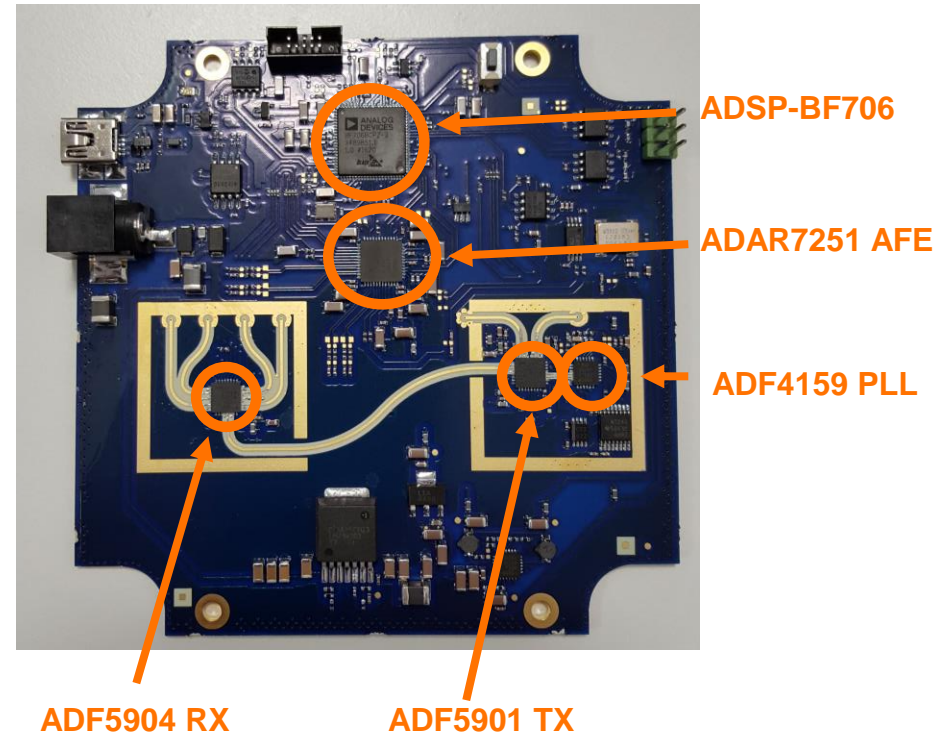 ADSP-BF706
ANALOG
DEVICES
ADAR7251 AFE
ADF4159 PLL
ADF5904 RX
ADF5901 TX